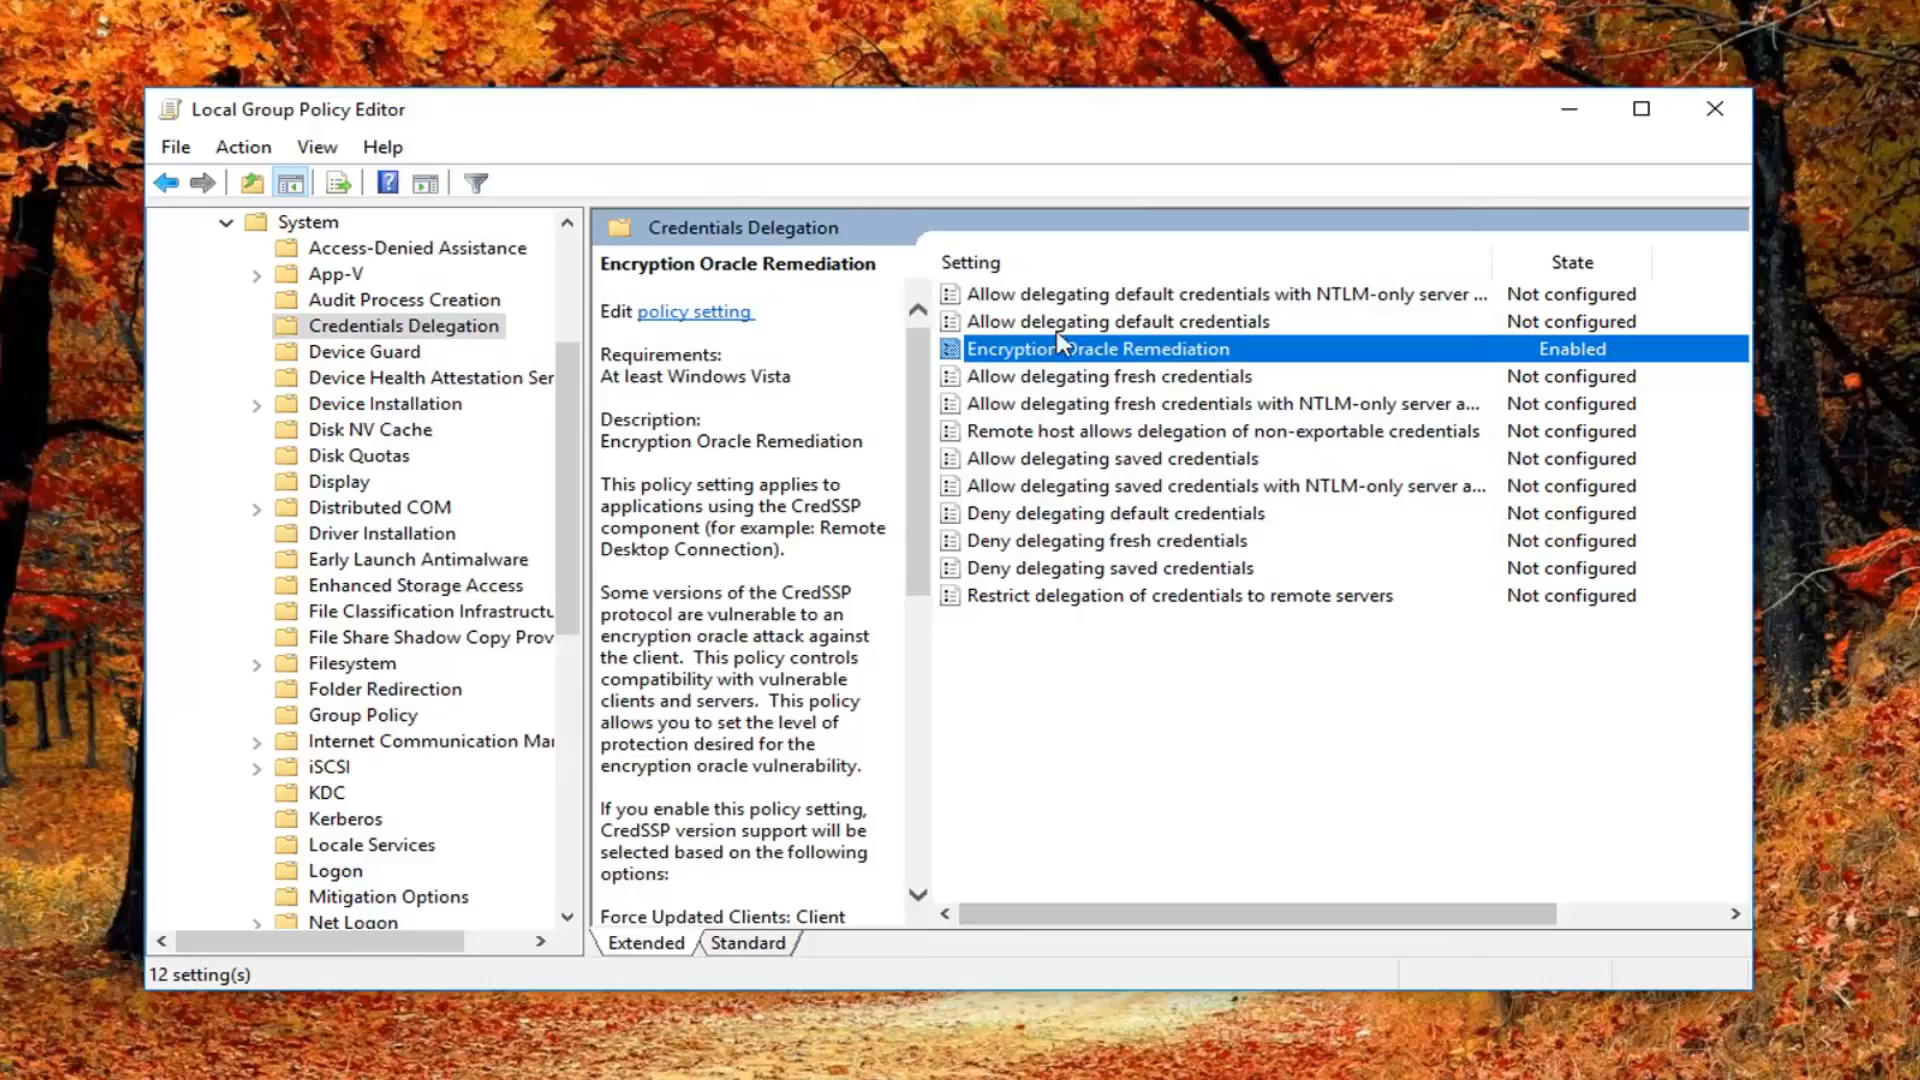 Local Group Policy Editor
File Action View Help
System
Access-Denied Assistance
App-V
Audit Process Creation
Credentials Delegation
Device Guard
Device Health Attestation Ser
Device Installation
Disk NV Cache
Disk Quotas
Display
Distributed COM
Driver Installation
Early Launch Antimalware
Enhanced Storage Access
File Classification Infrastructu
File Share Shadow Copy Prov
Filesystem
Folder Redirection
Group Policy
Internet Communication Mar
iSCSI
KDC
Kerberos
Locale Services
Logon
Mitigation Options
Net Logon
Credentials Delegation
Encryption Oracle Remediation
Edit policy setting
Requirements:
At least Windows Vista
Description:
Encryption Oracle Remediation
This policy setting applies to
applications using the CredSSP
component (for example: Remote
Desktop Connection).
Some versions of the CredSSP
protocol are vulnerable to an
encryption oracle attack against
the client. This policy controls
compatibility with vulnerable
clients and servers. This policy
allows you to set the level of
protection desired for the
encryption oracle vulnerability.
If you enable this policy setting,
CredSSP version support will be
selected based on the following
options:
Force Updated Clients: Client
Setting State
Allow delegating default credentials with NTLM-only server ... Not configured
Allow delegating default credentials Not configured
Encryption Oracle Remediation Enabled
Allow delegating fresh credentials Not configured
Allow delegating fresh credentials with NTLM-only server a... Not configured
Remote host allows delegation of non-exportable credentials Not configured
Allow delegating saved credentials Not configured
Allow delegating saved credentials with NTLM-only server a... Not configured
Deny delegating default credentials Not configured
Deny delegating fresh credentials Not configured
Deny delegating saved credentials Not configured
Restrict delegation of credentials to remote servers Not configured
Extended Standard
12 setting(s)